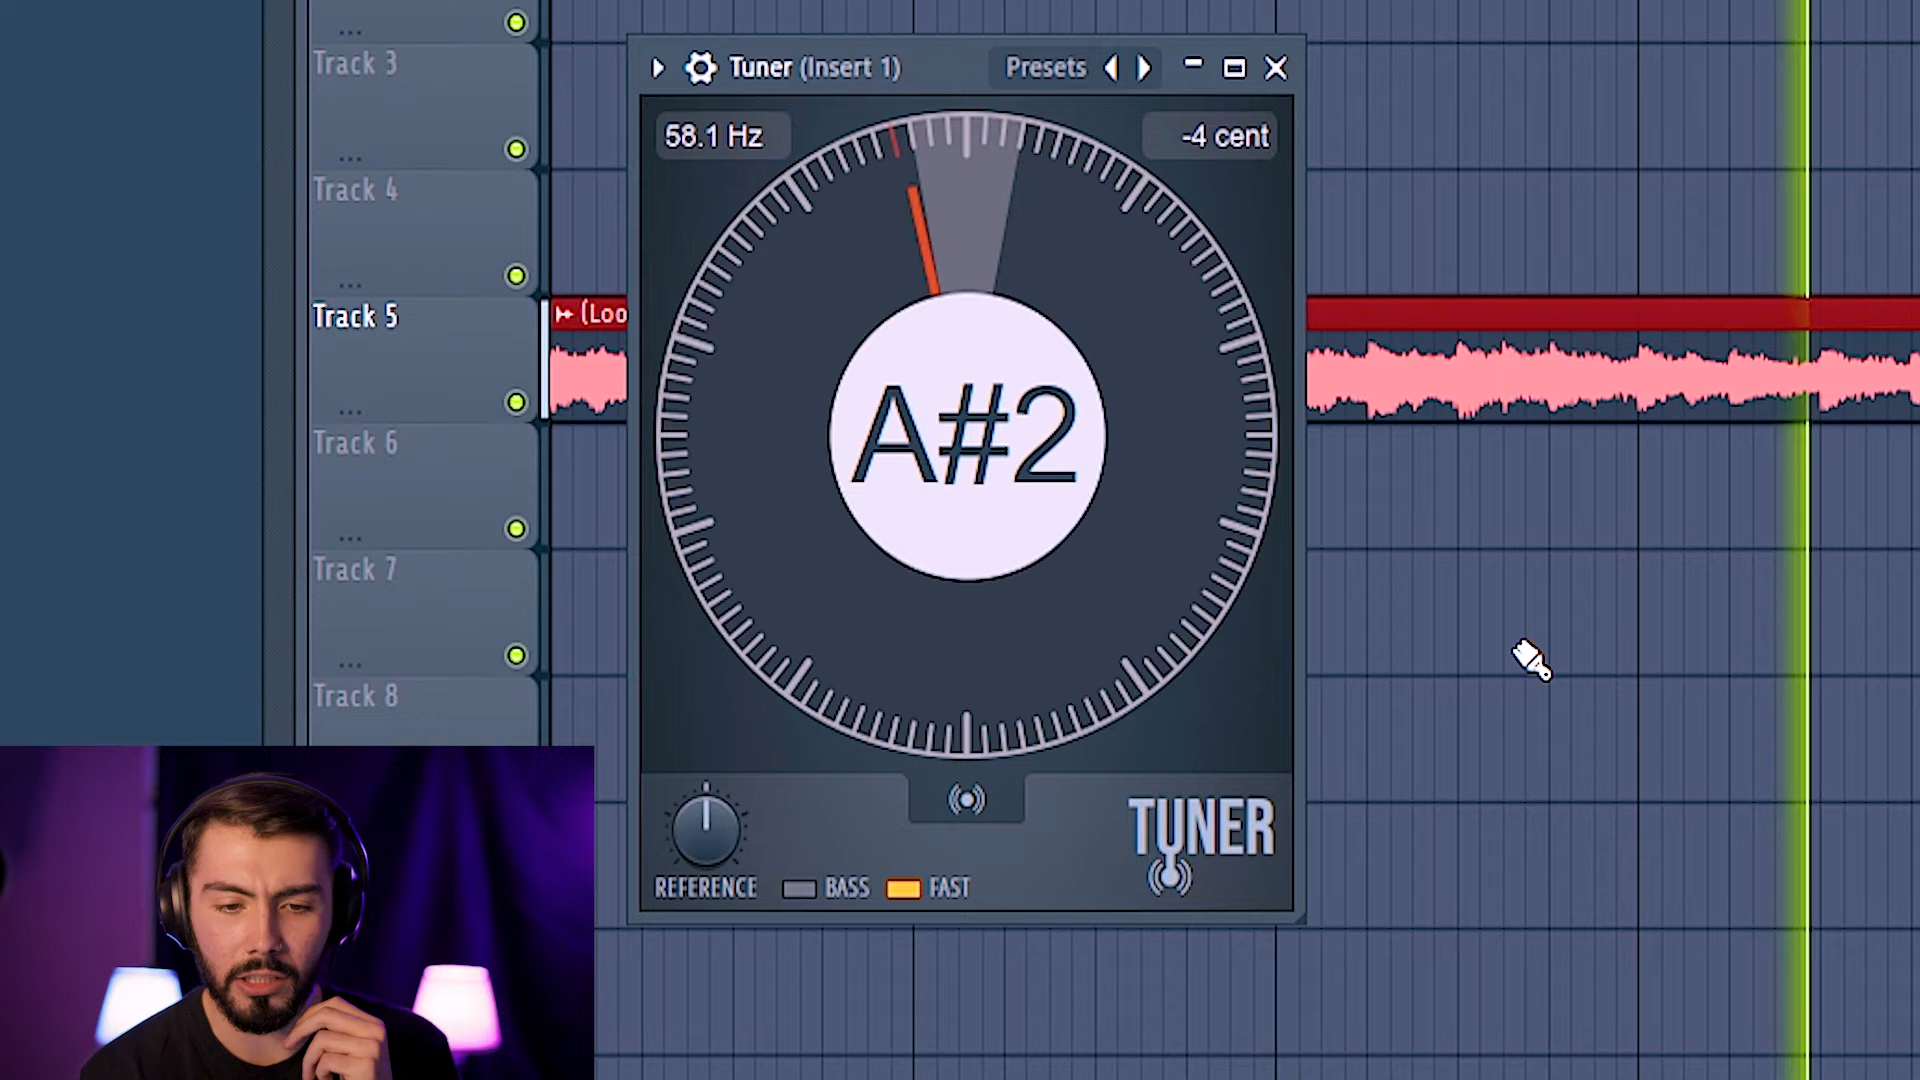 Track 3
Track 4
Track 5
Track 6
Track 7
Track 8
Tuner (Insert 1)
Presets
58.1 Hz
-4 cent
(Loo
A#2
REFERENCE
BASS
FAST
TUNER